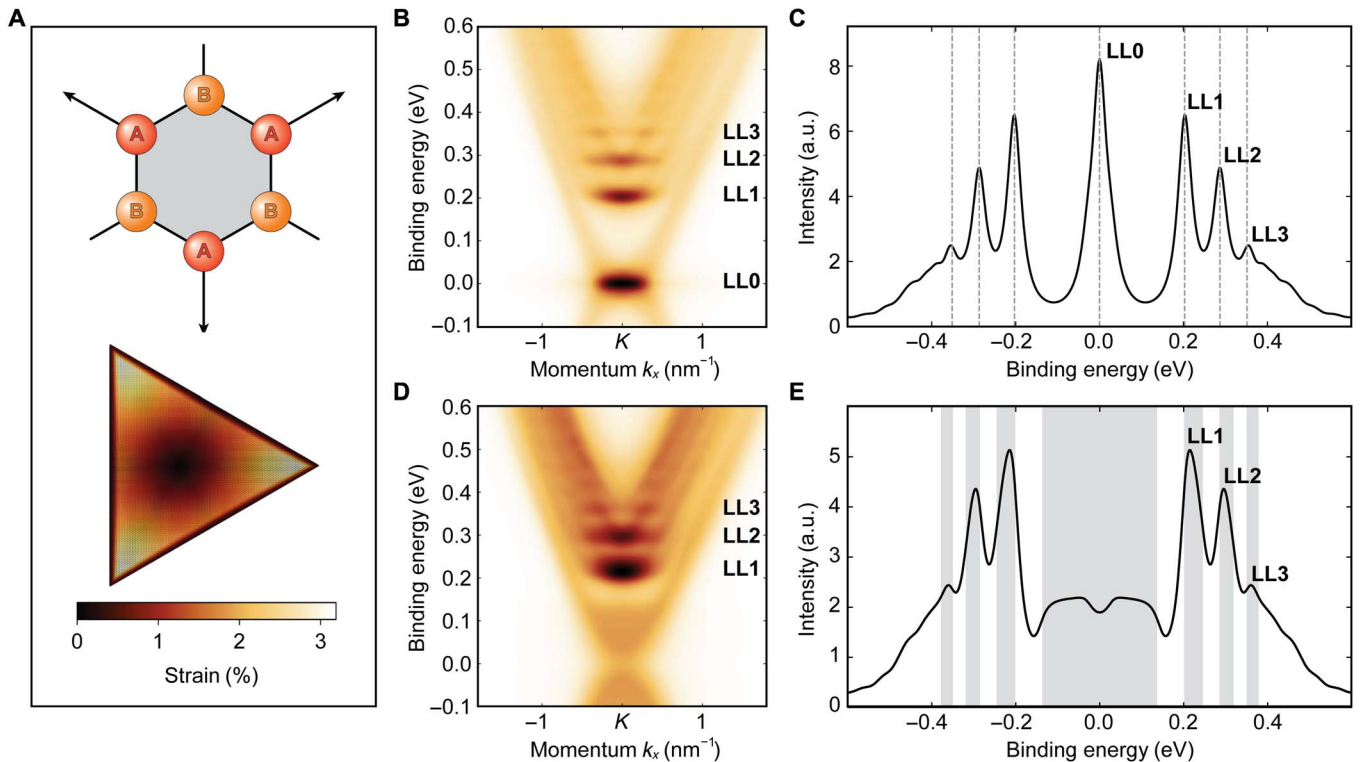 A
B
A
A
B
B
A
0
1
2
3
Strain (%)
B
0.6
0.5
0.4
0.3
0.2
0.1
0.0
–0.1
Binding energy (eV)
LL3
LL2
LL1
LL0
–1
K
1
Momentum kx (nm–1)
C
8
6
4
2
0
Intensity (a.u.)
LL0
LL1
LL2
LL3
–0.4
–0.2
0.0
0.2
0.4
Binding energy (eV)
D
0.6
0.5
0.4
0.3
0.2
0.1
0.0
–0.1
Binding energy (eV)
LL3
LL2
LL1
–1
K
1
Momentum kx (nm–1)
E
5
4
3
2
1
0
Intensity (a.u.)
LL1
LL2
LL3
–0.4
–0.2
0.0
0.2
0.4
Binding energy (eV)